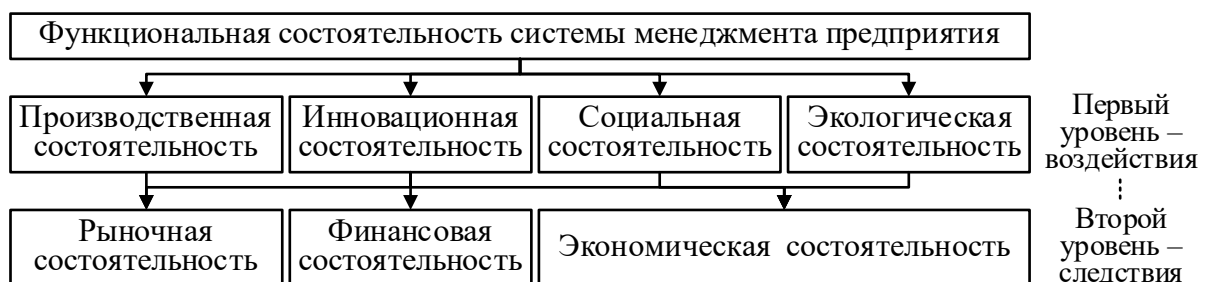 Функциональная состоятельность системы менеджмента предприятия
Производственная
состоятельность
Инновационная
состоятельность
Социальная
состоятельность
Экологическая
состоятельность
Первый
уровень –
воздействия
Рыночная
состоятельность
Финансовая
состоятельность
Экономическая состоятельность
Второй
уровень –
следствия